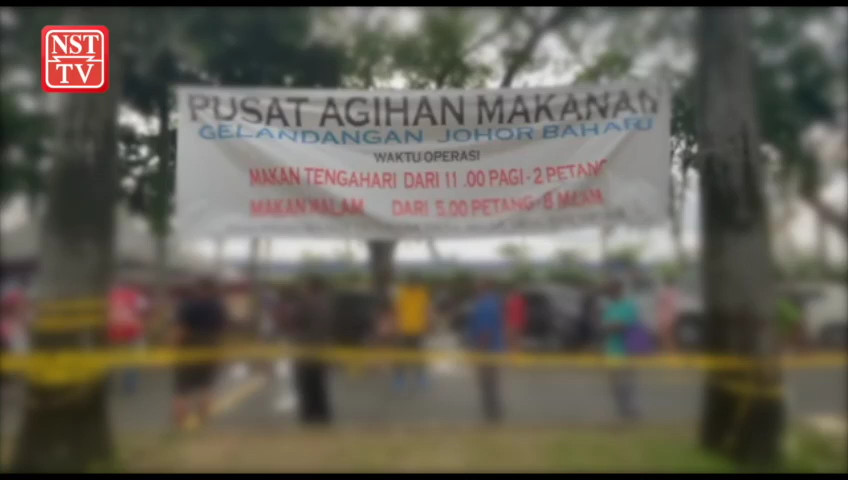 NST
TV
PUSAT AGIHAN MAKANAN
GELANDANGAN JOHOR BAHARU
WAKTU OPERASI
MAKAN TENGAHARI DARI 11 .00 PAGI - 2 PETANG
MAKAN MALAM DARI 5.00 PETANG - 8 MALAM